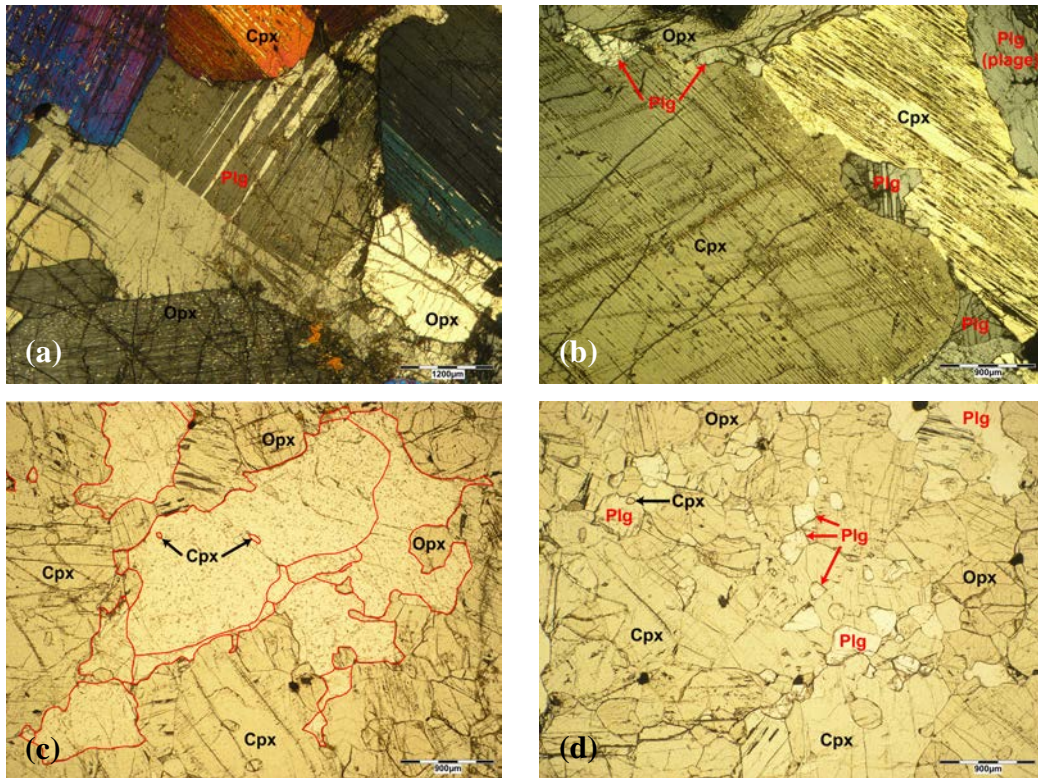 Cpx
Plg
Opx
Opx
(a)
1200µm
Opx
Plg
(plage)
Plg
Cpx
Plg
Cpx
Plg
(b)
900µm
Opx
Cpx
Opx
Cpx
Cpx
(c)
900µm
Opx
Plg
Cpx
Plg
Plg
Opx
Plg
Cpx
Cpx
(d)
900µm